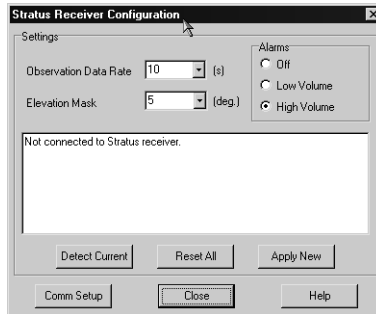 Stratus Receiver Configuration
Settings
Observation Data Rate 10 (s)
Elevation Mask 5 (deg.)
Alarms
Off
Low Volume
High Volume
Not connected to Stratus receiver.
Detect Current Reset All Apply New
Comm Setup Close Help